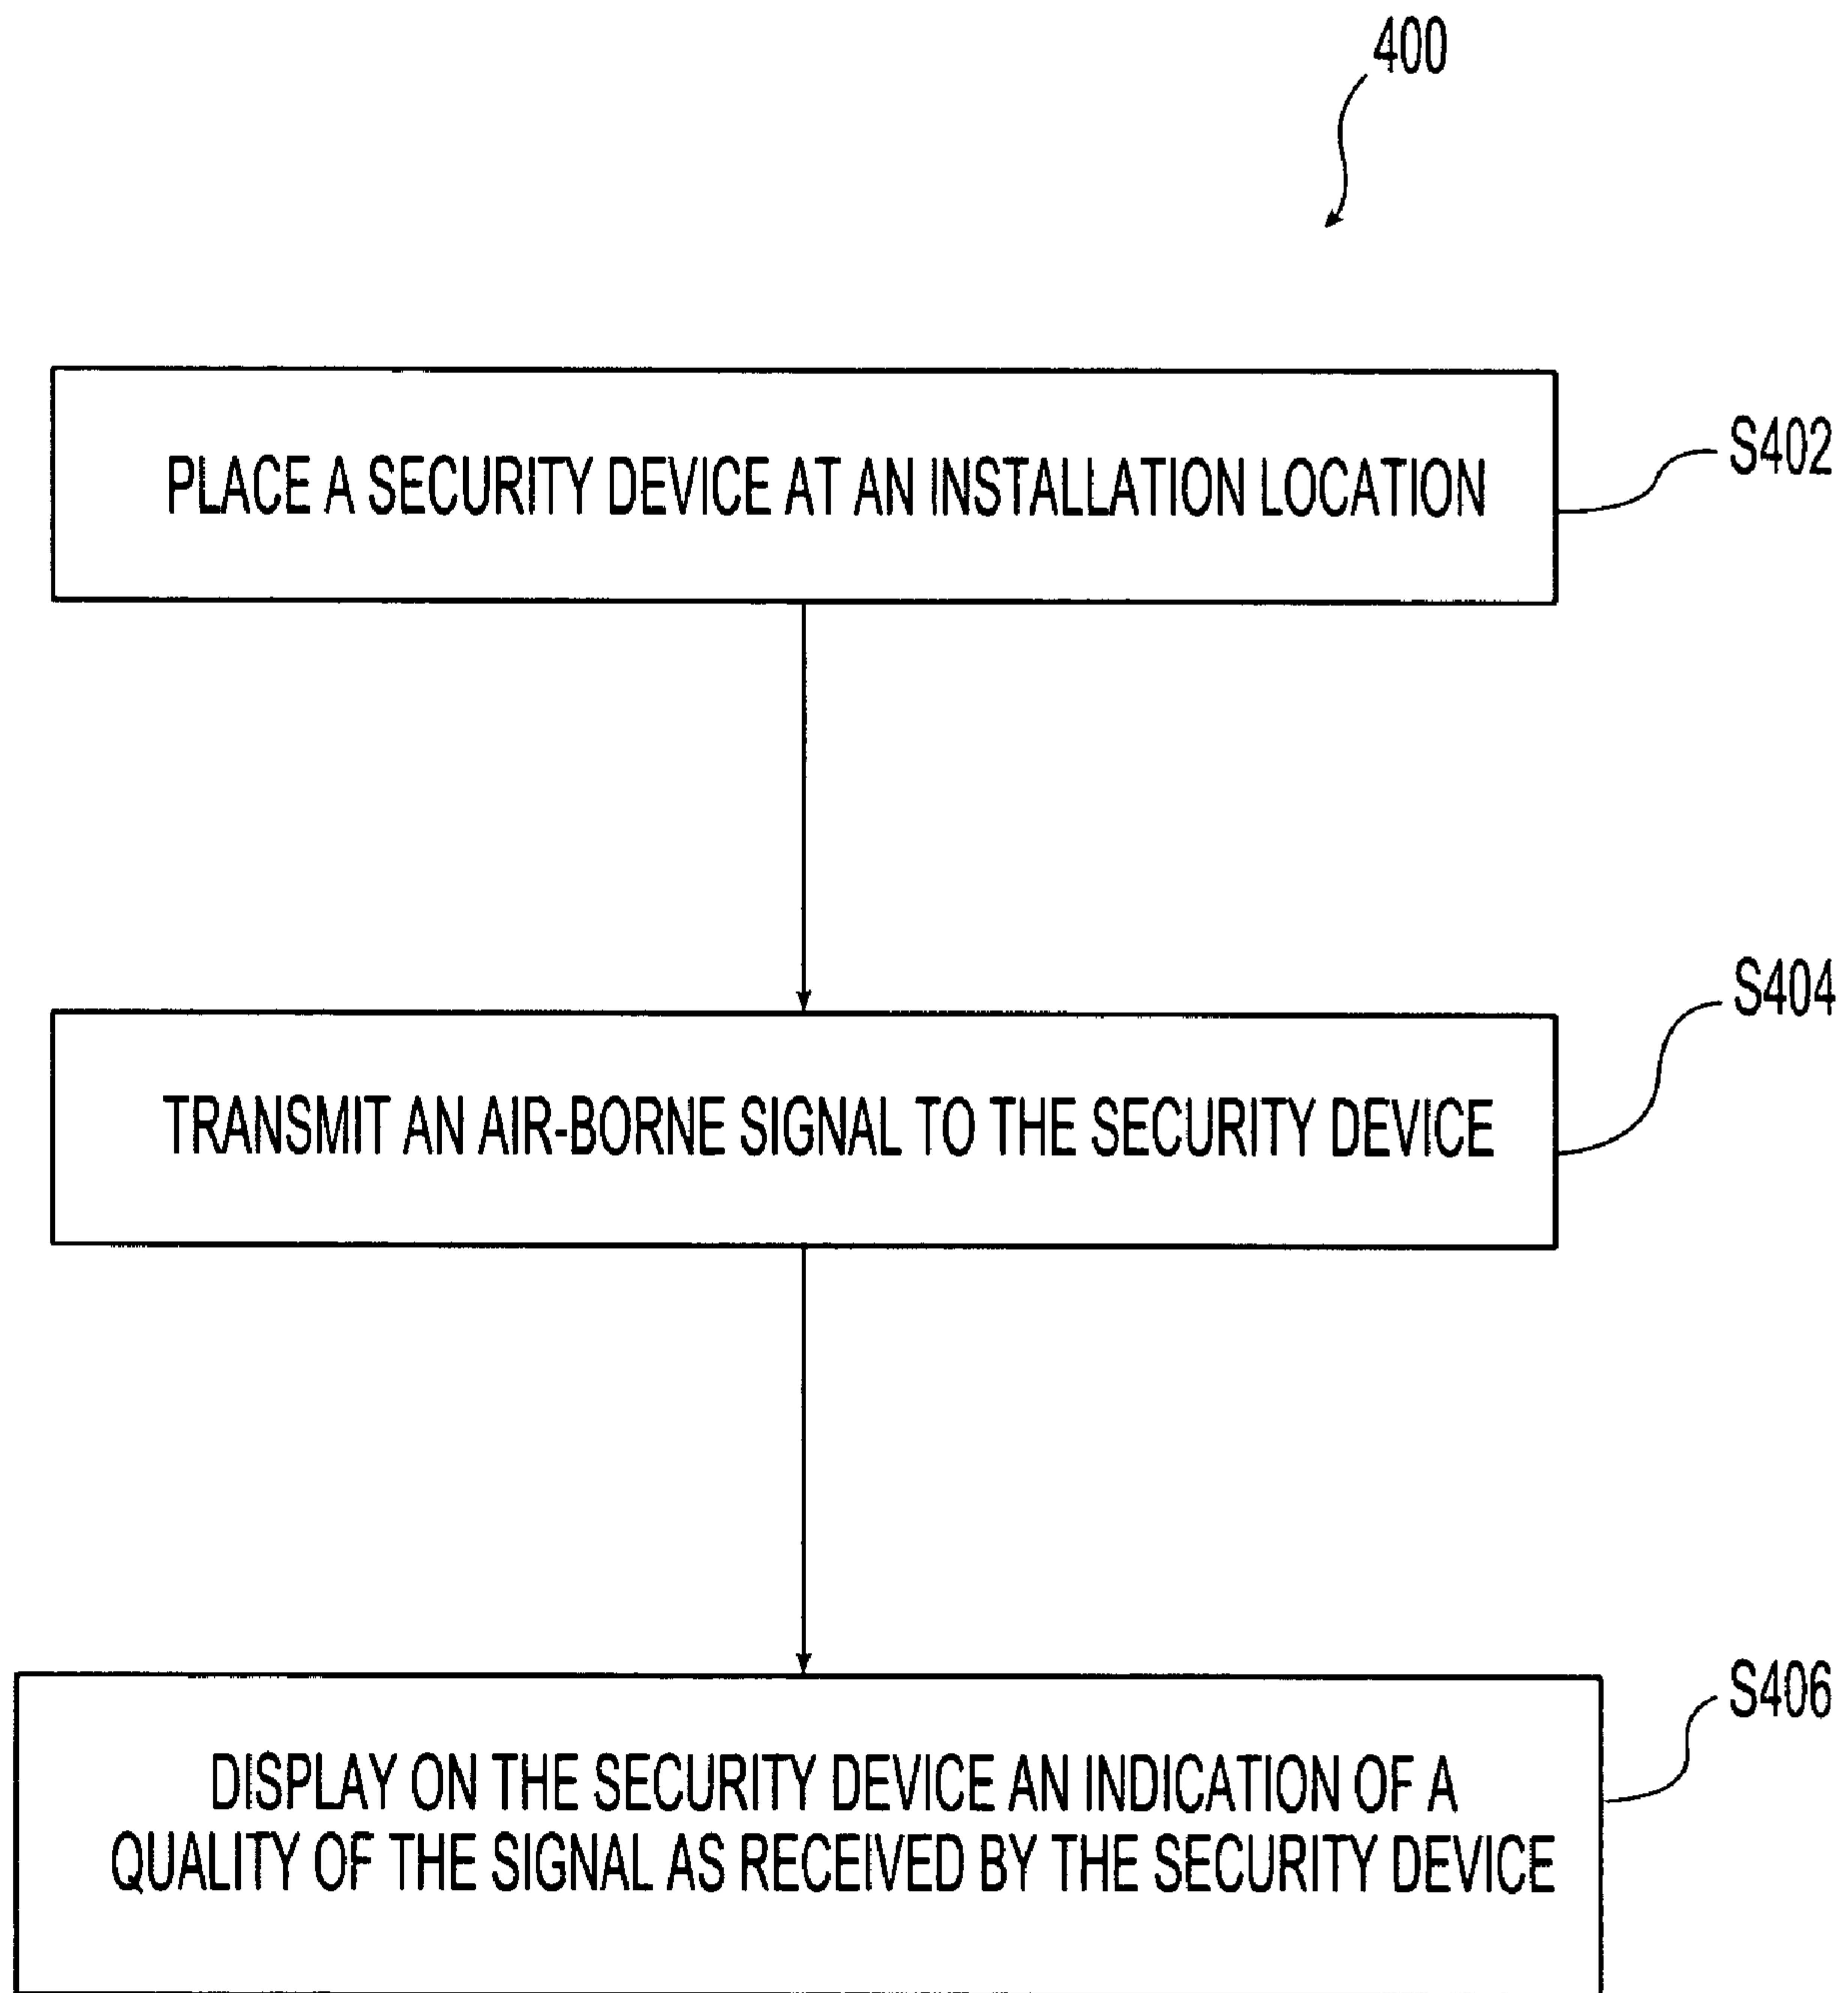 400
PLACE A SECURITY DEVICE AT AN INSTALLATION LOCATION
S402
TRANSMIT AN AIR-BORNE SIGNAL TO THE SECURITY DEVICE
S404
DISPLAY ON THE SECURITY DEVICE AN INDICATION OF A
QUALITY OF THE SIGNAL AS RECEIVED BY THE SECURITY DEVICE
S406